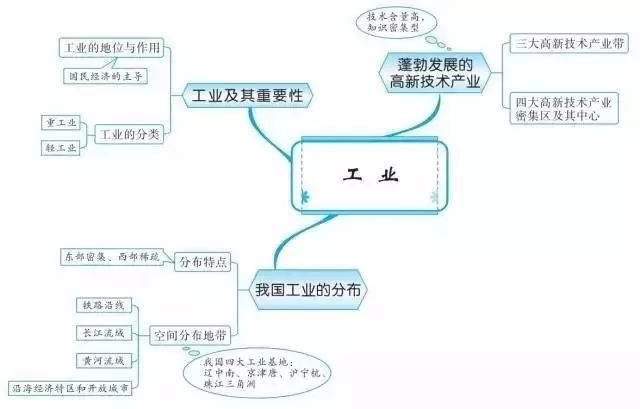 工业
工业及其重要性
工业的地位与作用
国民经济的主导
工业的分类
重工业
轻工业
蓬勃发展的
高新技术产业
技术含量高,
知识密集型
三大高新技术产业带
四大高新技术产业
密集区及其中心
我国工业的分布
分布特点
东部密集、西部稀疏
空间分布地带
铁路沿线
长江流域
黄河流域
沿海经济特区和开放城市
我国四大工业基地:
辽中南、京津唐、沪宁杭、
珠江三角洲